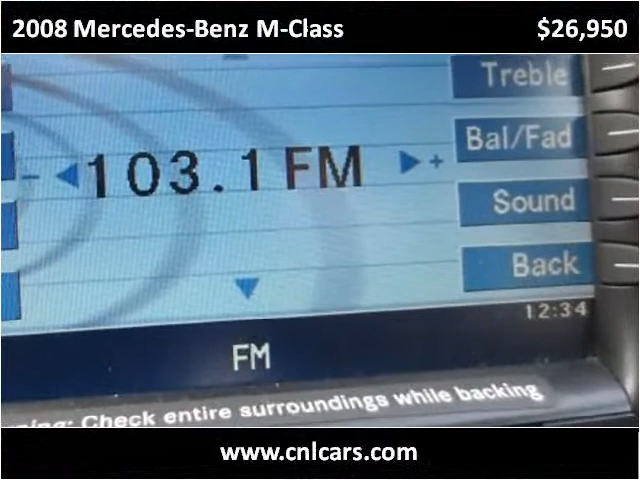 2008 Mercedes-Benz M-Class $26,950
Treble
Bal/Fad
- 103.1 FM +
Sound
Back
12:34
FM
Check entire surroundings while backing
www.cnlcars.com